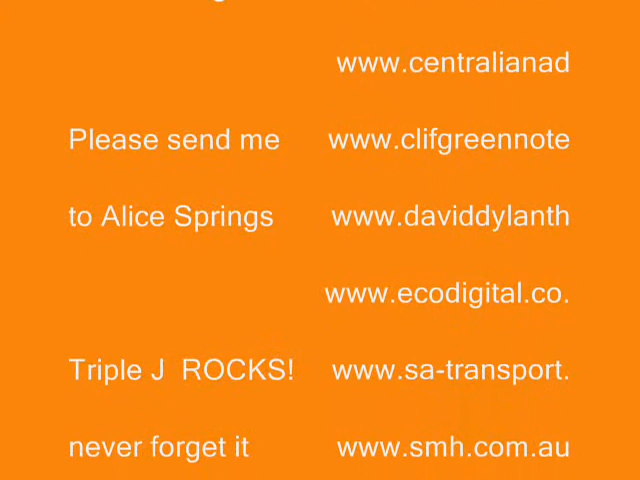 www.centralianad
Please send me www.clifgreennote
to Alice Springs www.daviddylanth
www.ecodigital.co.
Triple J ROCKS! www.sa-transport.
never forget it www.smh.com.au